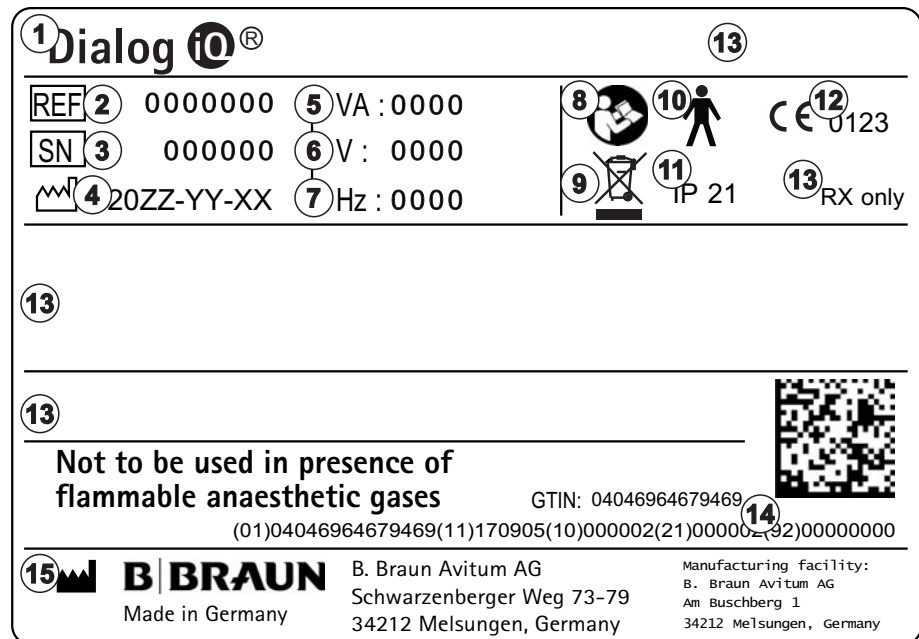 1 Dialog iQ® 13
REF 2 0000000 5 VA : 0000 8 10 12 CE 0123
SN 3 000000 6 V : 0000
4 20ZZ-YY-XX 7 Hz : 0000 9 11 IP 21 13 RX only
13
13
Not to be used in presence of
flammable anaesthetic gases GTIN: 04046964679469
14
(01)04046964679469(11)170905(10)000002(21)000002(92)00000000
15 B|BRAUN
Made in Germany
B. Braun Avitum AG
Schwarzenberger Weg 73-79
34212 Melsungen, Germany
Manufacturing facility:
B. Braun Avitum AG
Am Buschberg 1
34212 Melsungen, Germany